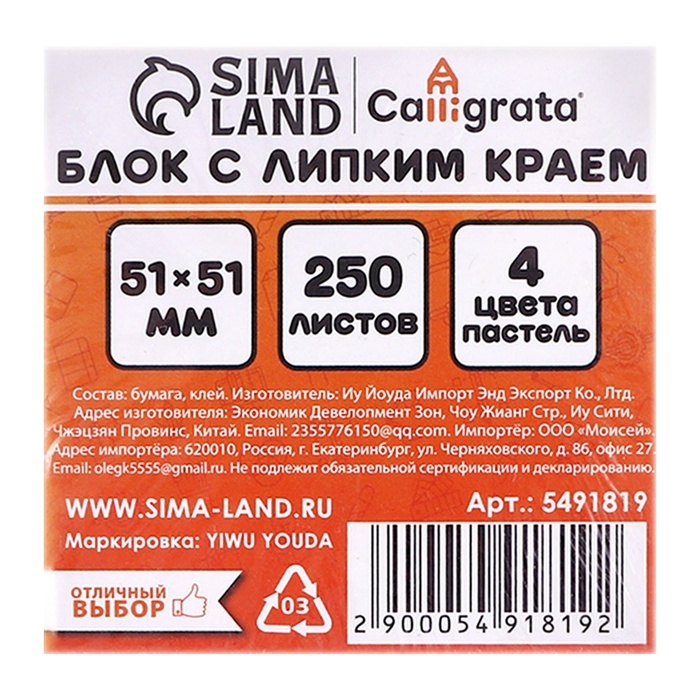 SIMA LAND
Calligrata®
БЛОК С ЛИПКИМ КРАЕМ
51×51 ММ
250 ЛИСТОВ
4 ЦВЕТА ПАСТЕЛЬ
Состав: бумага, клей. Изготовитель: Иу Йоуда Импорт Энд Экспорт Ко., Лтд.
Адрес изготовителя: Экономик Девелопмент Зон, Чоу Жианг Стр., Иу Сити,
Чжэцзян Провинс, Китай. Email: 2355776150@qq.com. Импортёр: ООО «Моисей».
Адрес импортёра: 620010, Россия, г. Екатеринбург, ул. Черняховского, д. 86, офис 27.
Email: olegk5555@gmail.ru. Не подлежит обязательной сертификации и декларированию.
WWW.SIMA-LAND.RU
Арт.: 5491819
Маркировка: YIWU YOUDA
ОТЛИЧНЫЙ
ВЫБОР
03
2 900054 918192